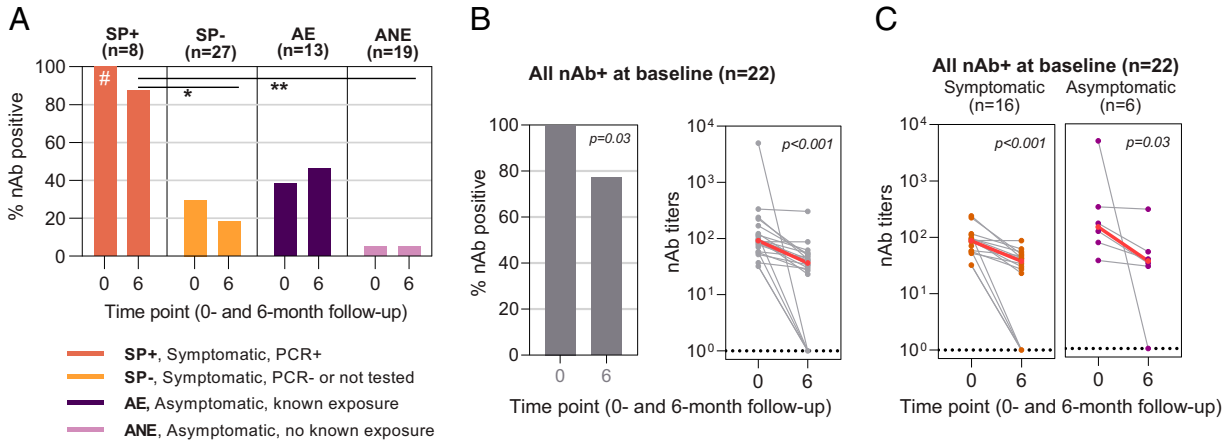 A
SP+ SP- AE ANE
(n=8) (n=27) (n=13) (n=19)
100
80
60
40
20
0
% nAb positive
#
*
**
0 6 0 6 0 6 0 6
Time point (0- and 6-month follow-up)
SP+, Symptomatic, PCR+
SP-, Symptomatic, PCR- or not tested
AE, Asymptomatic, known exposure
ANE, Asymptomatic, no known exposure
B
All nAb+ at baseline (n=22)
100
80
60
40
20
0
% nAb positive
p=0.03
0 6
10⁴
10³
10²
10¹
10⁰
nAb titers
p<0.001
0 6
Time point (0- and 6-month follow-up)
C
All nAb+ at baseline (n=22)
Symptomatic Asymptomatic
(n=16) (n=6)
10⁴ 10⁴
10³ 10³
10² 10²
10¹ 10¹
10⁰ 10⁰
nAb titers
p<0.001 p=0.03
0 6 0 6
Time point (0- and 6-month follow-up)